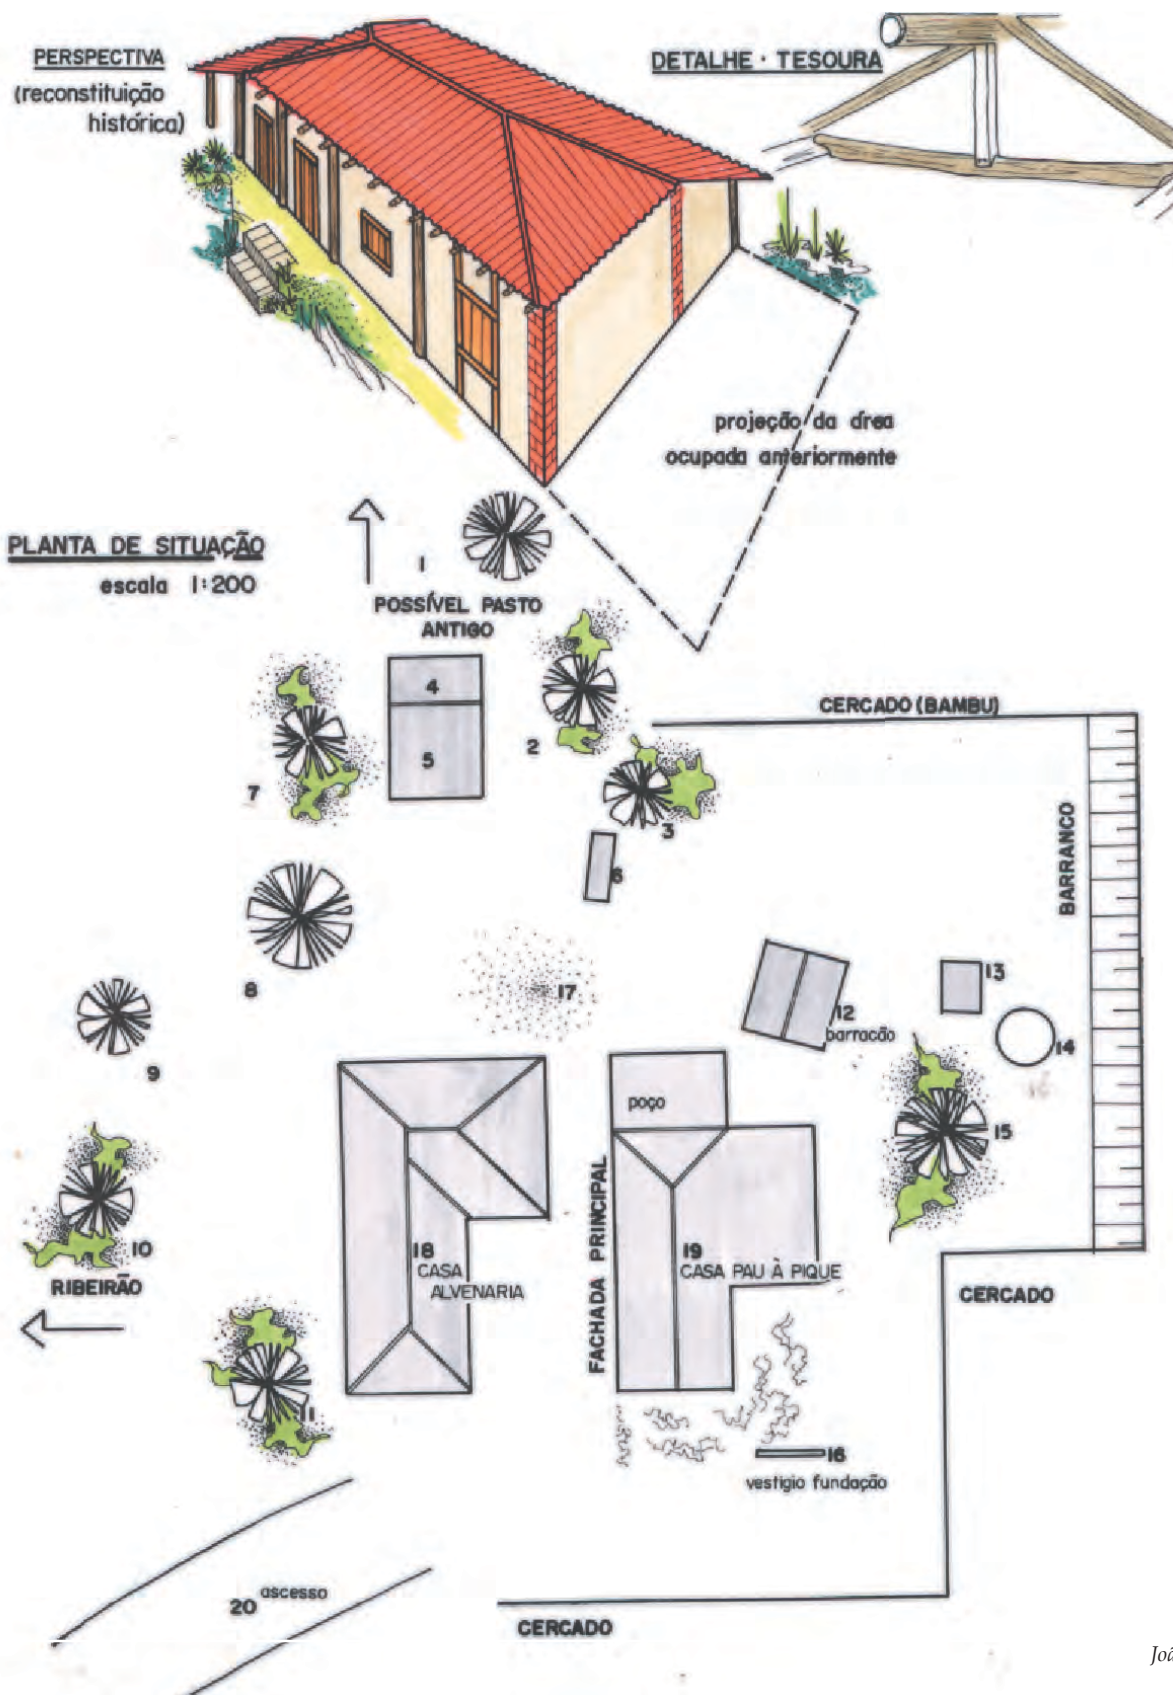 PERSPECTIVA
(reconstituição
histórica)
DETALHE · TESOURA
projeção da área
ocupada anteriormente
PLANTA DE SITUAÇÃO
escala 1:200
1
POSSÍVEL PASTO
ANTIGO
4
2
5
7
3
6
CERCADO (BAMBU)
BARRANCO
8
17
9
12
barracão
13
14
poço
15
FACHADA PRINCIPAL
10
RIBEIRÃO
18
CASA
ALVENARIA
19
CASA PAU À PIQUE
CERCADO
11
16
vestigio fundação
20 ascesso
CERCADO
Joã